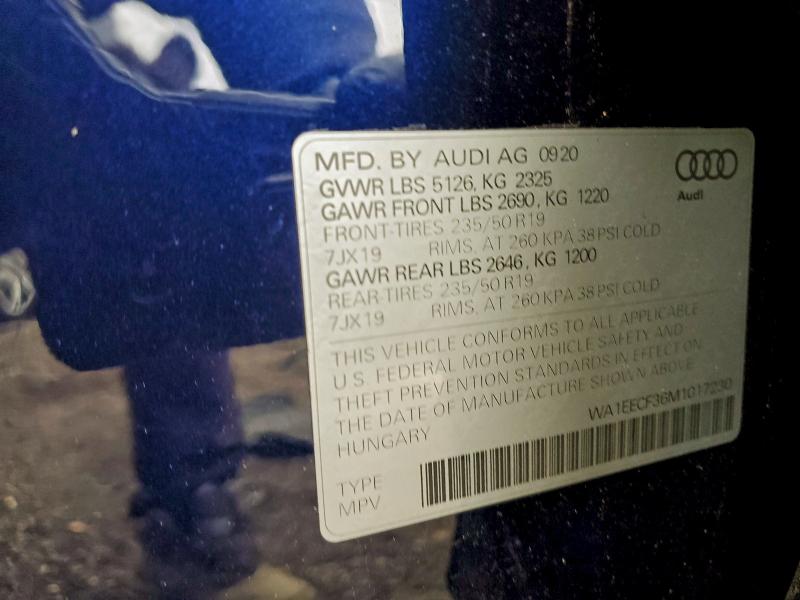 MFD. BY AUDI AG 09 20
GVWR LBS 5126, KG 2325
GAWR FRONT LBS 2690, KG 1220
FRONT-TIRES 235/50 R19
7JX19 RIMS, AT 260 KPA 38 PSI COLD
GAWR REAR LBS 2646, KG 1200
REAR-TIRES 235/50 R19
7JX19 RIMS, AT 260 KPA 38 PSI COLD
THIS VEHICLE CONFORMS TO ALL APPLICABLE
U.S. FEDERAL MOTOR VEHICLE SAFETY AND
THEFT PREVENTION STANDARDS IN EFFECT ON
THE DATE OF MANUFACTURE SHOWN ABOVE
HUNGARY WA1EECF36M1017230
TYPE
MPV
Audi